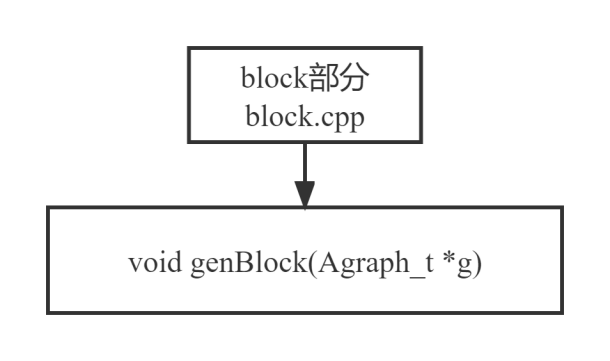 block部分
block.cpp
void genBlock(Agraph_t *g)